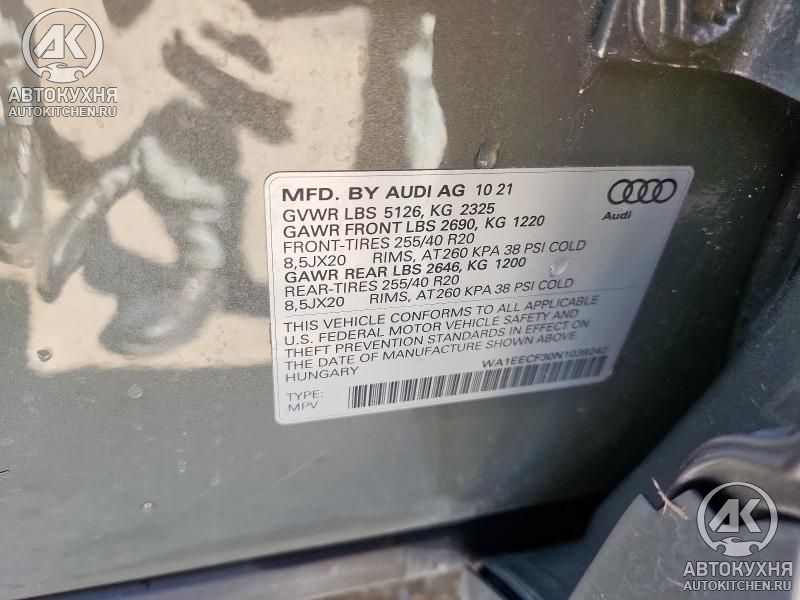 AK
АВТОКУХНЯ
AUTOKITCHEN.RU
MFD. BY AUDI AG 10 21
GVWR LBS 5126, KG 2325
GAWR FRONT LBS 2690, KG 1220
FRONT-TIRES 255/40 R20
8,5JX20 RIMS, AT260 KPA 38 PSI COLD
GAWR REAR LBS 2646, KG 1200
REAR-TIRES 255/40 R20
8,5JX20 RIMS, AT260 KPA 38 PSI COLD
Audi
THIS VEHICLE CONFORMS TO ALL APPLICABLE
U.S. FEDERAL MOTOR VEHICLE SAFETY AND
THEFT PREVENTION STANDARDS IN EFFECT ON
THE DATE OF MANUFACTURE SHOWN ABOVE.
HUNGARY
WA1EECF30N1039242
TYPE:
MPV
AK
АВТОКУХНЯ
AUTOKITCHEN.RU